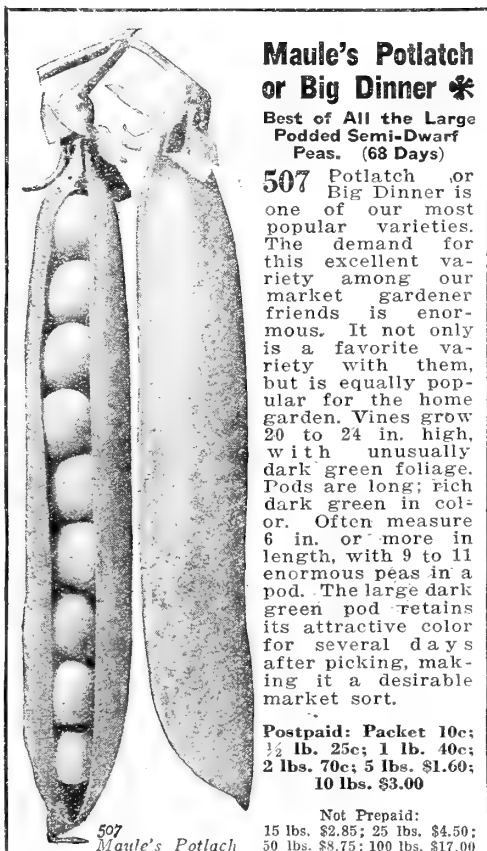 Maule's Potlatch
or Big Dinner ✻
Best of All the Large
Podded Semi-Dwarf
Peas. (68 Days)
507 Potlatch or
Big Dinner is
one of our most
popular varieties.
The demand for
this excellent va-
riety among our
market gardener
friends is enor-
mous. It not only
is a favorite va-
riety with them,
but is equally pop-
ular for the home
garden. Vines grow
20 to 24 in. high,
with unusually
dark green foliage.
Pods are long; rich
dark green in col-
or. Often measure
6 in. or more in
length, with 9 to 11
enormous peas in a
pod. The large dark
green pod retains
its attractive color
for several days
after picking, mak-
ing it a desirable
market sort.
Postpaid: Packet 10c;
½ lb. 25c; 1 lb. 40c;
2 lbs. 70c; 5 lbs. $1.60;
10 lbs. $3.00
Not Prepaid:
15 lbs. $2.85; 25 lbs. $4.50;
50 lbs. $8.75; 100 lbs. $17.00
507
Maule's Potlach